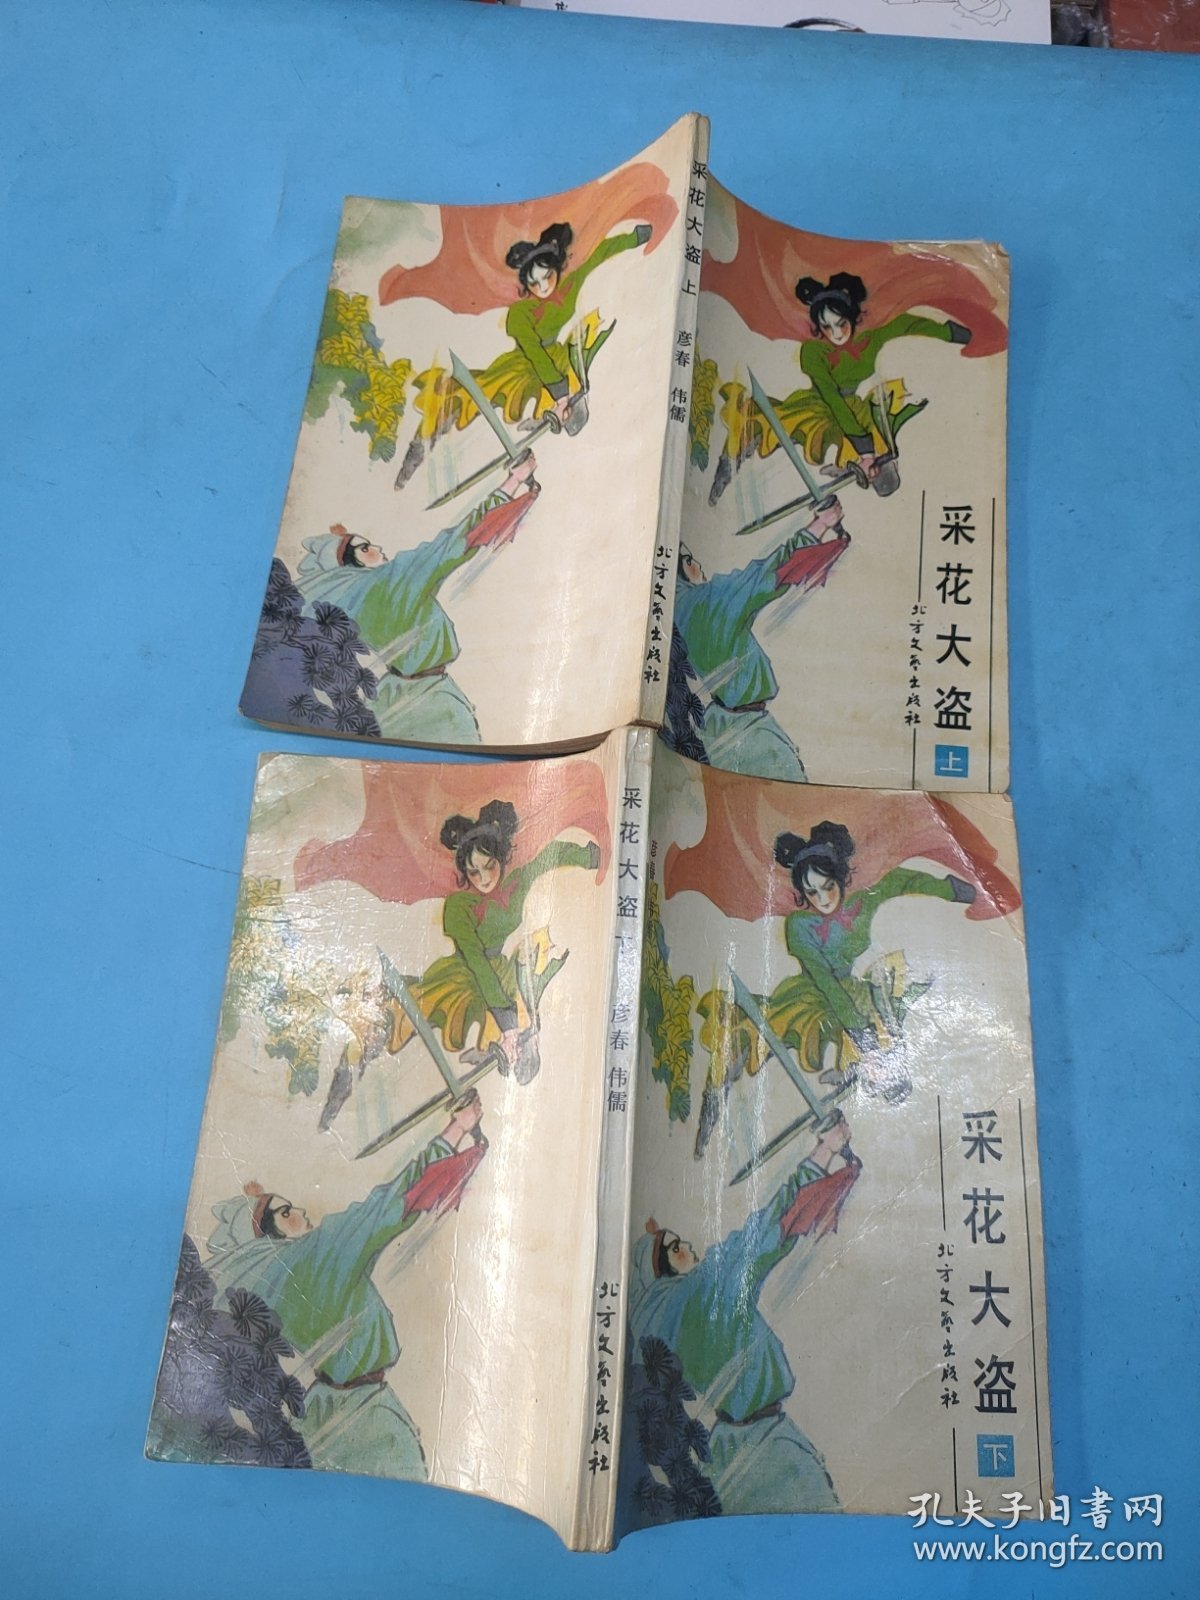 采花大盗 上 彦春 伟儒 北方文艺出版社
采花大盗 上
北方文艺出版社
采花大盗 下 彦春 伟儒 北方文艺出版社
采花大盗 下
北方文艺出版社
孔夫子旧书网
www.kongfz.com